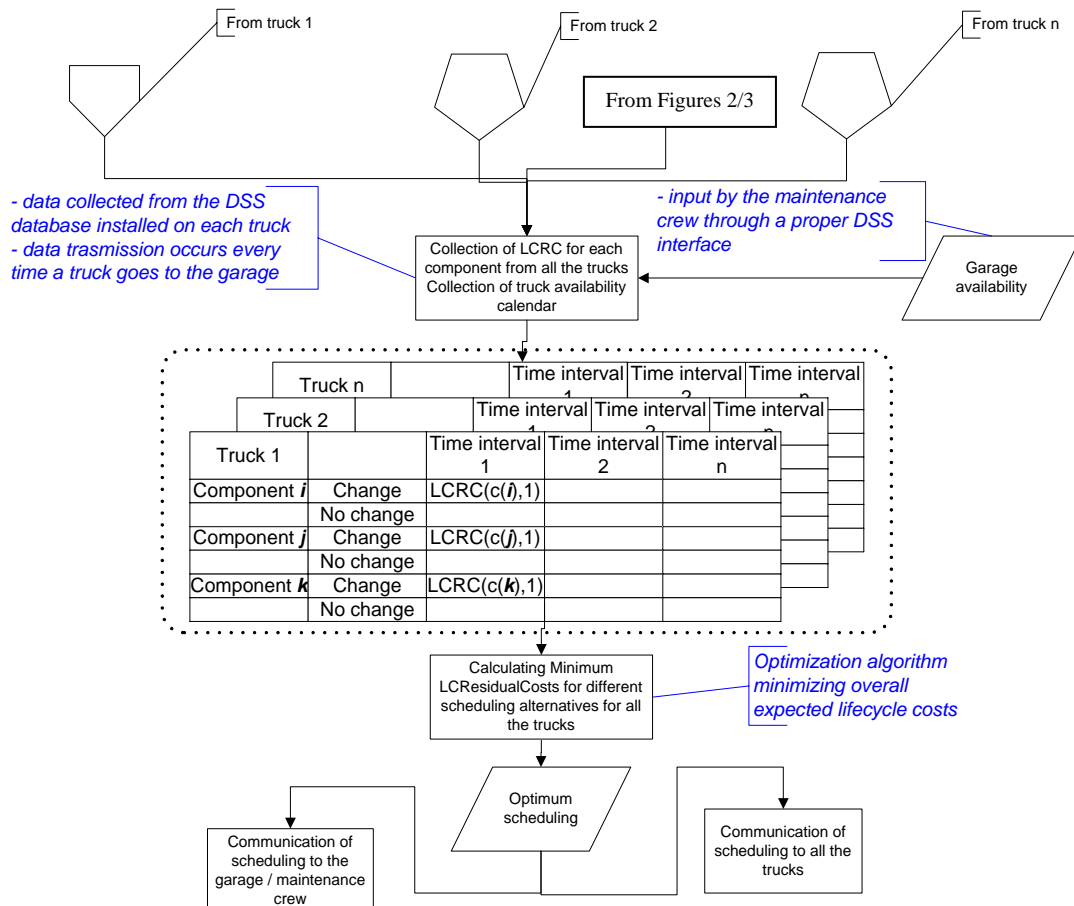 From truck 1
From truck 2
From truck n
From Figures 2/3
- data collected from the DSS
database installed on each truck
- data trasmission occurs every
time a truck goes to the garage
- input by the maintenance
crew through a proper DSS
interface
Collection of LCRC for each
component from all the trucks
Collection of truck availability
calendar
Garage
availability
Truck n
Time interval
1
Time interval
2
Time interval
n
Truck 2
Time interval
1
Time interval
2
Time interval
n
Truck 1
Time interval
1
Time interval
2
Time interval
n
Component i Change LCRC(c(i),1)
No change
Component j Change LCRC(c(j),1)
No change
Component k Change LCRC(c(k),1)
No change
Calculating Minimum
LCResidualCosts for different
scheduling alternatives for all
the trucks
Optimization algorithm
minimizing overall
expected lifecycle costs
Optimum
scheduling
Communication of
scheduling to the
garage / maintenance
crew
Communication of
scheduling to all the
trucks